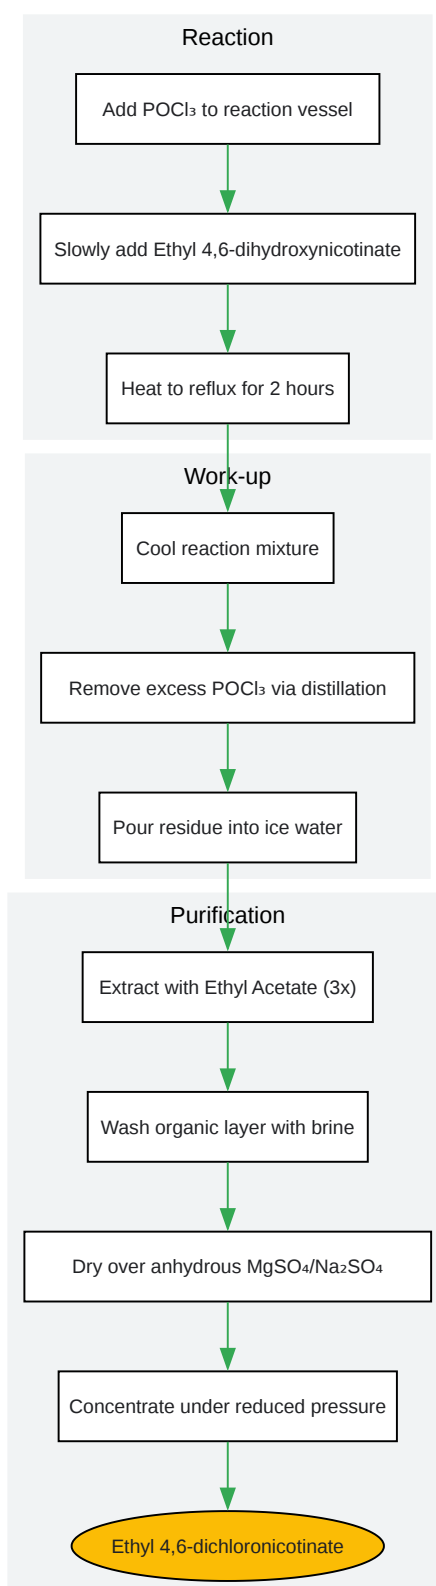 Reaction
Add POCl₃ to reaction vessel
Slowly add Ethyl 4,6-dihydroxynicotinate
Heat to reflux for 2 hours
Work-up
Cool reaction mixture
Remove excess POCl₃ via distillation
Pour residue into ice water
Purification
Extract with Ethyl Acetate (3x)
Wash organic layer with brine
Dry over anhydrous MgSO₄/Na₂SO₄
Concentrate under reduced pressure
Ethyl 4,6-dichloronicotinate